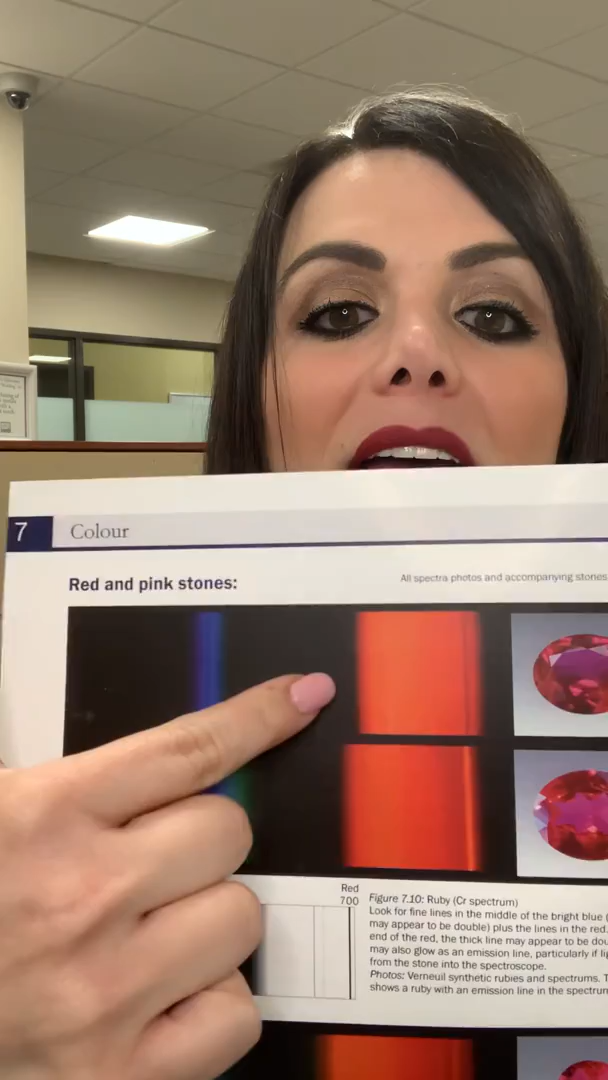 7 Colour
Red and pink stones:
All spectra photos and accompanying stones
Red
700
Figure 7.10: Ruby (Cr spectrum)
Look for fine lines in the middle of the bright blue (
may appear to be double) plus the lines in the red.
end of the red, the thick line may appear to be dou
may also glow as an emission line, particularly if li
from the stone into the spectroscope.
Photos: Verneuil synthetic rubies and spectrums. T
shows a ruby with an emission line in the spectrum